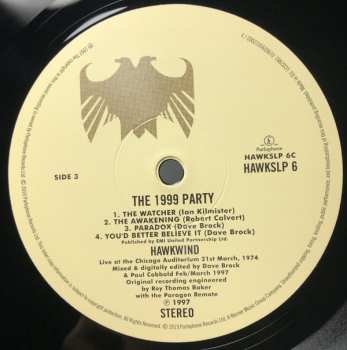 Parlophone
HAWKSLP 6C
HAWKSLP 6
SIDE 3
THE 1999 PARTY
1. THE WATCHER (Ian Kilmister)
2. THE AWAKENING (Robert Calvert)
3. PARADOX (Dave Brock)
4. YOU'D BETTER BELIEVE IT (Dave Brock)
Published by EMI United Partnership Ltd.
HAWKWIND
Live at the Chicago Auditorium 21st March, 1974
Mixed & digitally edited by Dave Brock
& Paul Cobbold Feb/March 1997
Original recording engineered
by Roy Thomas Baker
with the Paragon Remote
℗ 1997
STEREO